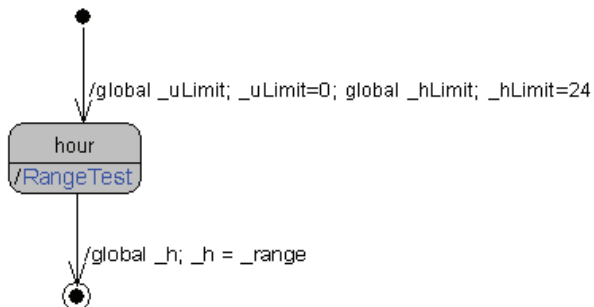 /global _uLimit; _uLimit=0; global _hLimit; _hLimit=24
hour
/RangeTest
/global _h; _h = _range